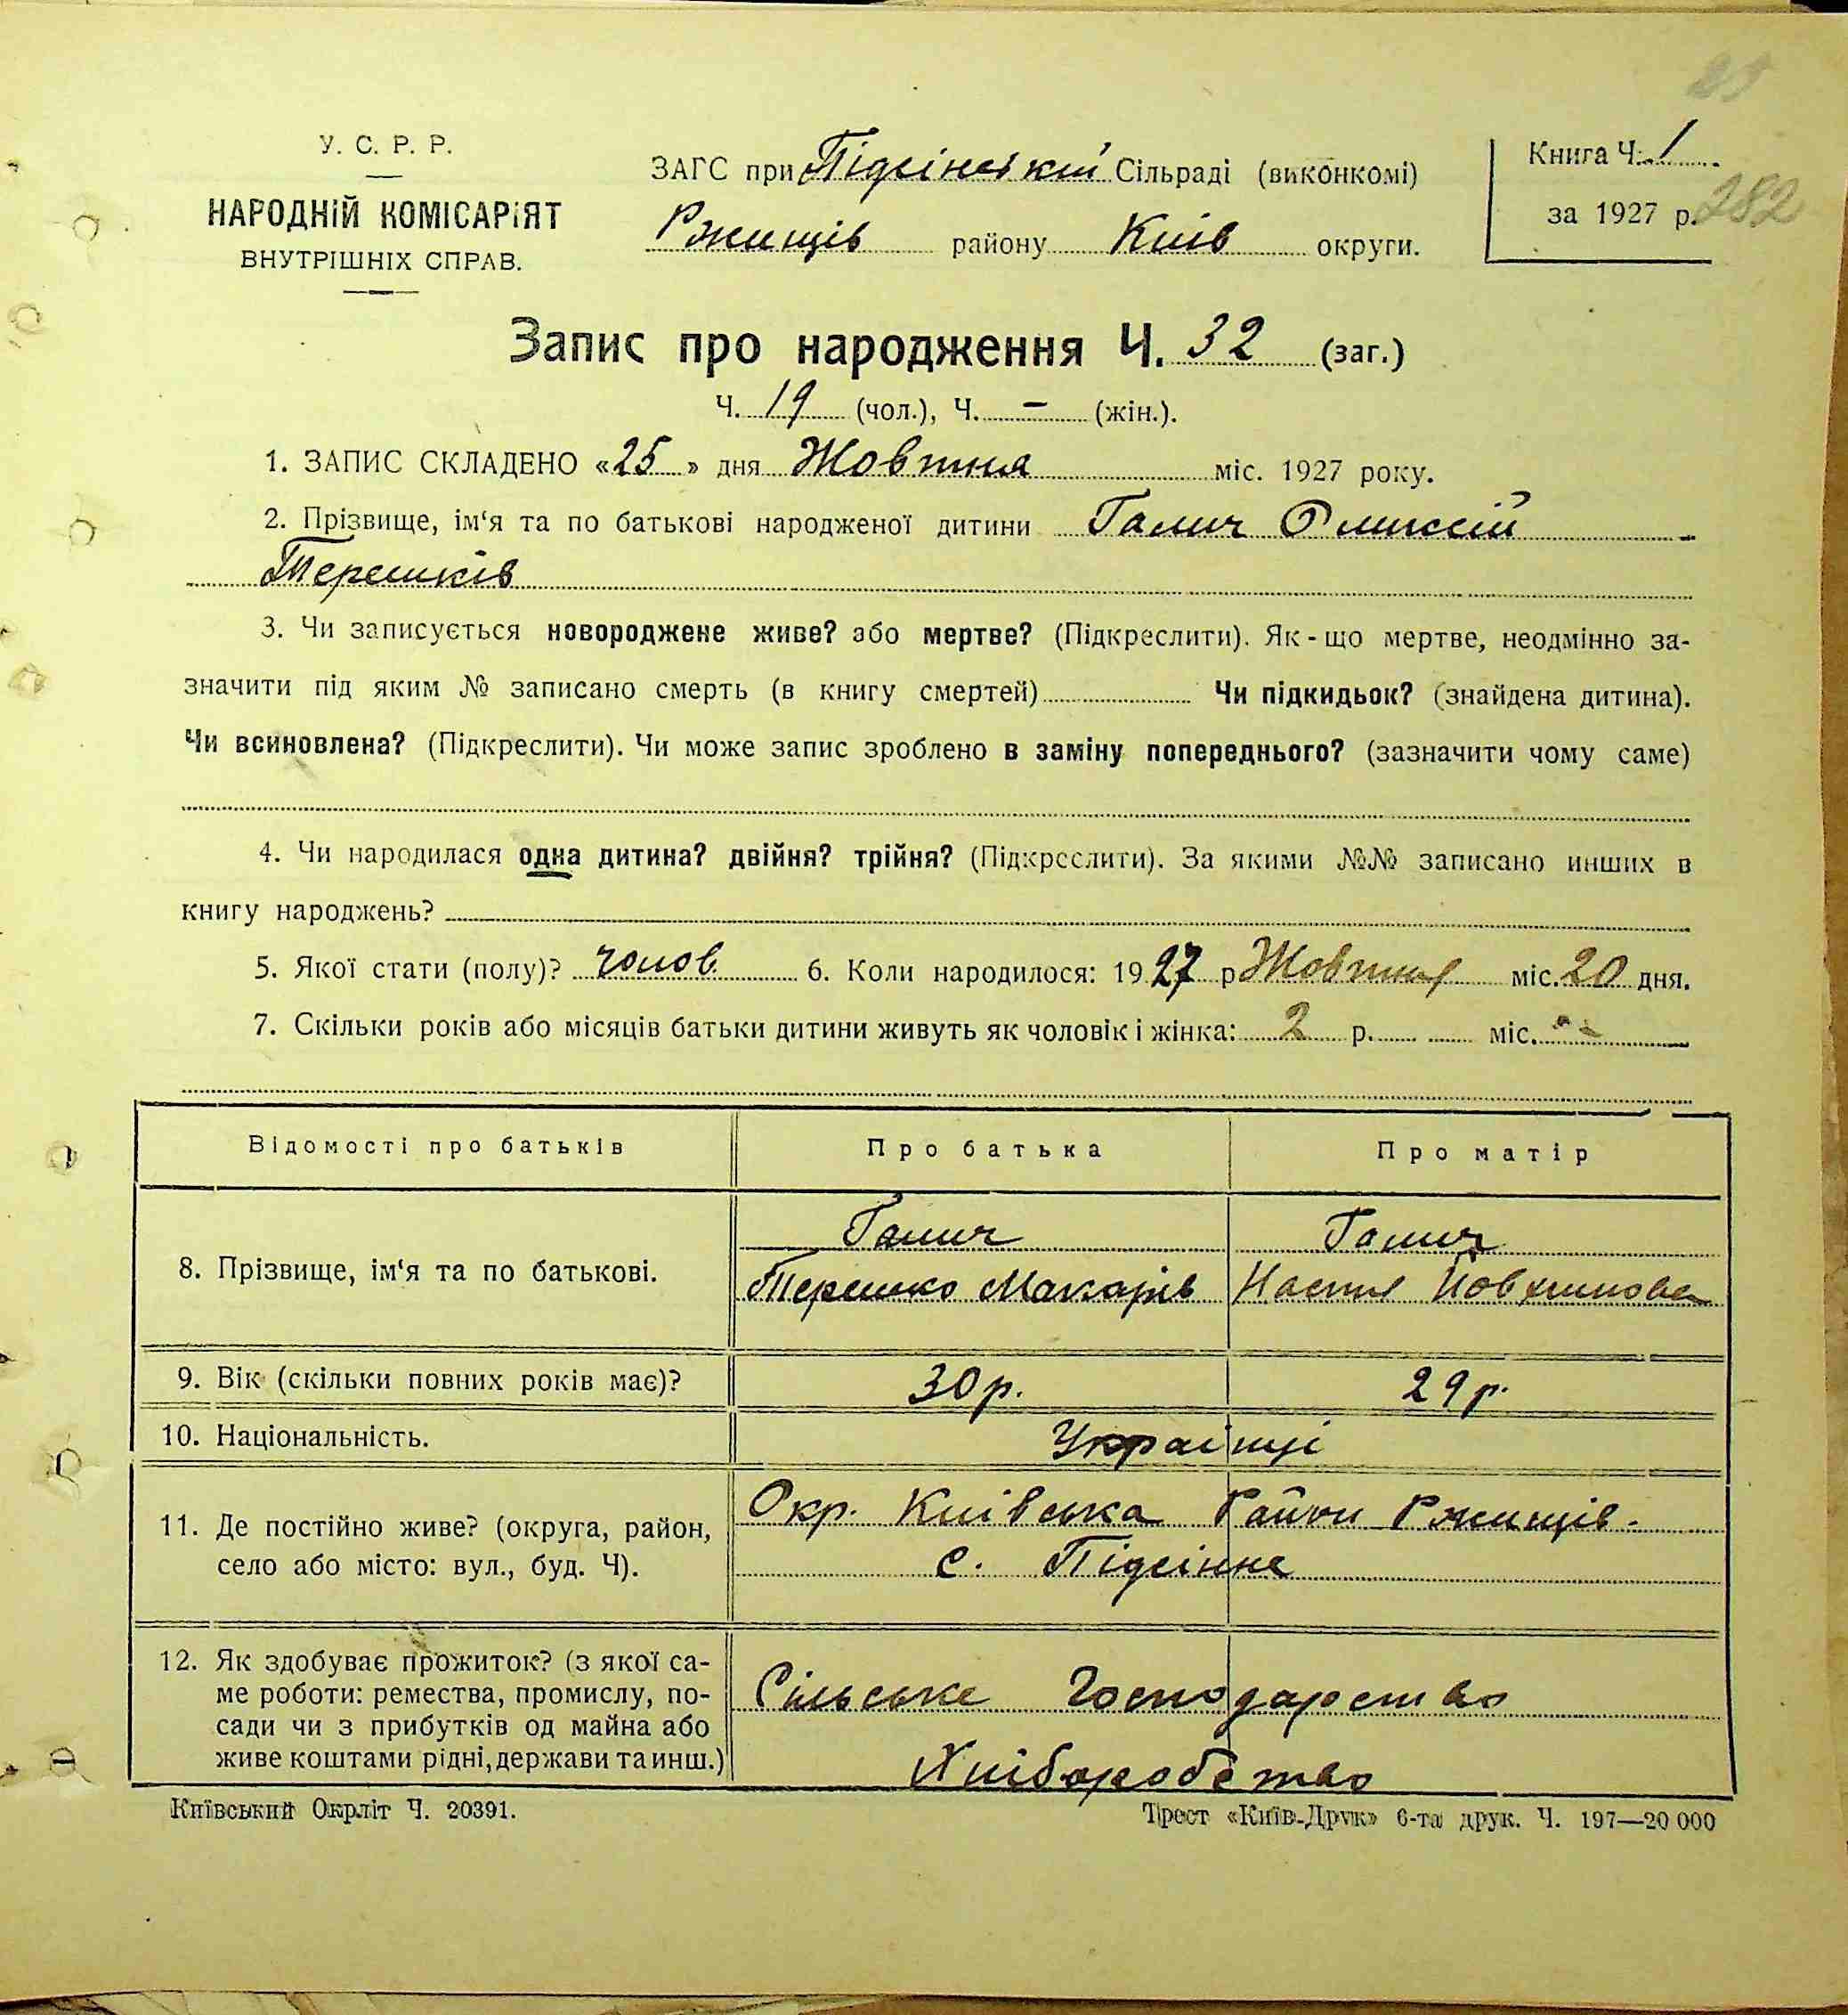 25
У. С. Р. Р.
НАРОДНІЙ КОМІСАРІЯТ
ВНУТРІШНІХ СПРАВ.
ЗАГС при Підсінській Сільраді (виконкомі)
Ржищів району Київ округи.
Книга Ч. 1
за 1927 р. 282
Запис про народження Ч. 32 (заг.)
Ч. 19 (чол.), Ч. – (жін.).
1. ЗАПИС СКЛАДЕНО «25» дня Жовтня міс. 1927 року.
2. Прізвище, ім‘я та по батькові народженої дитини Галич Олексій
Терешків
3. Чи записується новороджене живе? або мертве? (Підкреслити). Як-що мертве, неодмінно за-
значити під яким № записано смерть (в книгу смертей) Чи підкидьок? (знайдена дитина).
Чи всиновлена? (Підкреслити). Чи може запис зроблено в заміну попереднього? (зазначити чому саме)
4. Чи народилася одна дитина? двійня? трійня? (Підкреслити). За якими №№ записано инших в
книгу народжень?
5. Якої стати (полу)? чолов. 6. Коли народилося: 1927 р Жовтня міс. 20 дня.
7. Скільки років або місяців батьки дитини живуть як чоловік і жінка: 2 р. міс. –
Відомості про батьків Про батька Про матір
8. Прізвище, ім‘я та по батькові. Галич Терешко Макарів Галич Настя Йовхимова
9. Вік (скільки повних років має)? 30 р. 29 р.
10. Національність. Українці
11. Де постійно живе? (округа, район, Окр. Київська Район Ржищів.
село або місто: вул., буд. Ч). с. Підсінне
12. Як здобуває прожиток? (з якої са-
ме роботи: ремества, промислу, по- Сільське Господарство
сади чи з прибутків од майна або
живе коштами рідні, держави та инш.) Хліборобство
Київський Окрліт Ч. 20391. Трест «Київ-Друк» 6-та друк. Ч. 197—20 000